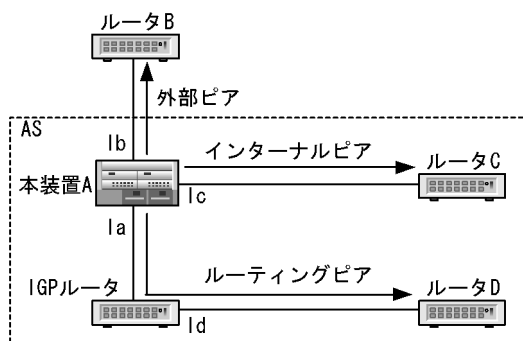 ルータB
外部ピア
AS
Ib
インターナルピア
ルータC
本装置A
Ic
Ia
IGPルータ
ルーティングピア
ルータD
Id